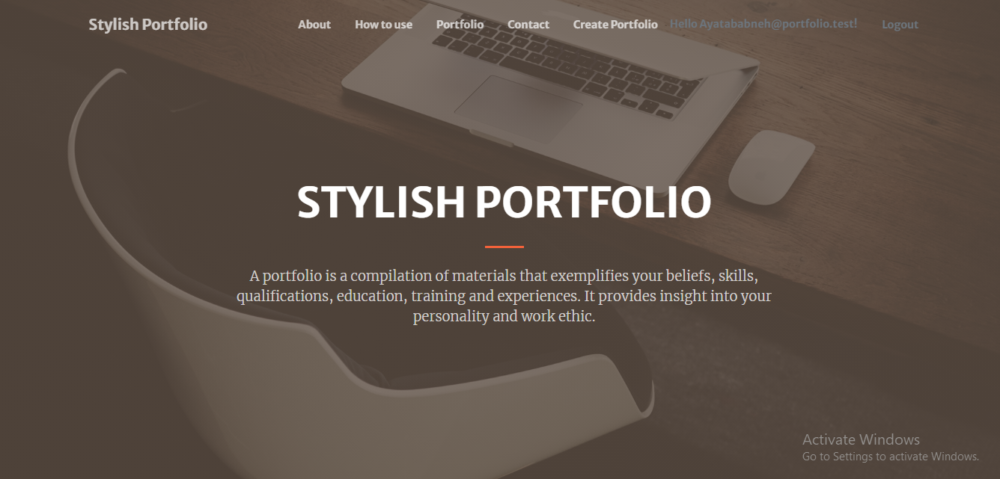 Stylish Portfolio
About How to use Portfolio Contact Create Portfolio Hello Ayatababneh@portfolio.test! Logout
STYLISH PORTFOLIO
A portfolio is a compilation of materials that exemplifies your beliefs, skills,
qualifications, education, training and experiences. It provides insight into your
personality and work ethic.
Activate Windows
Go to Settings to activate Windows.